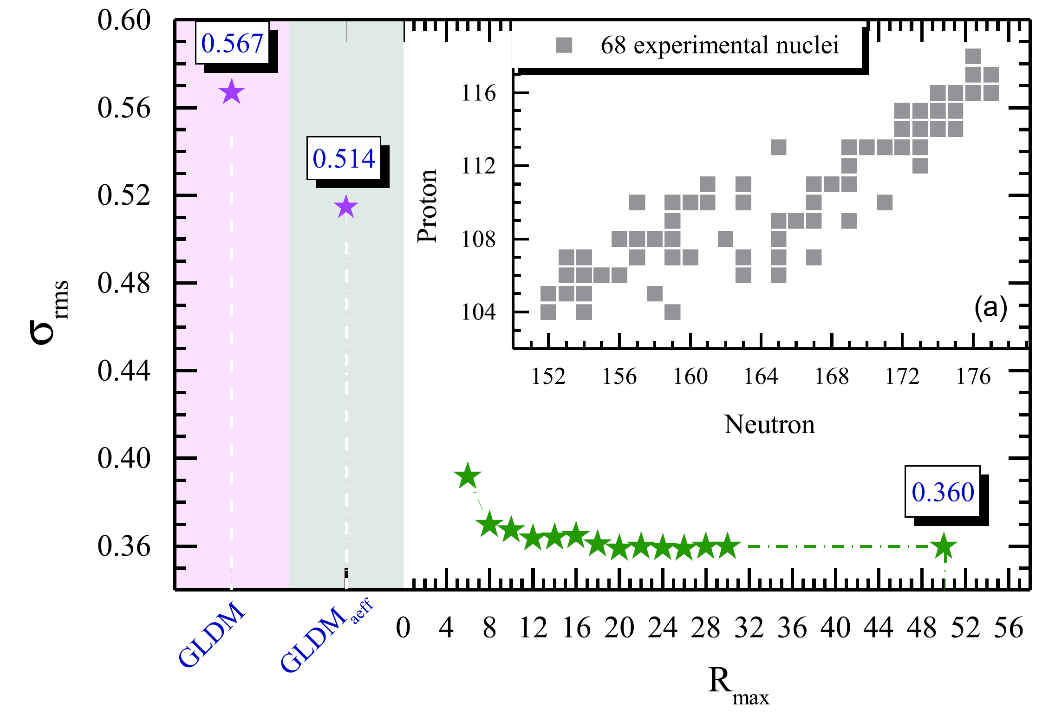 0.60
0.56
0.52
0.48
0.44
0.40
0.36
σrms
0.567
0.514
0.360
GLDM
GLDMaeff
0 4 8 12 16 20 24 28 32 36 40 44 48 52 56
Rmax
68 experimental nuclei
116
112
108
104
Proton
(a)
152 156 160 164 168 172 176
Neutron